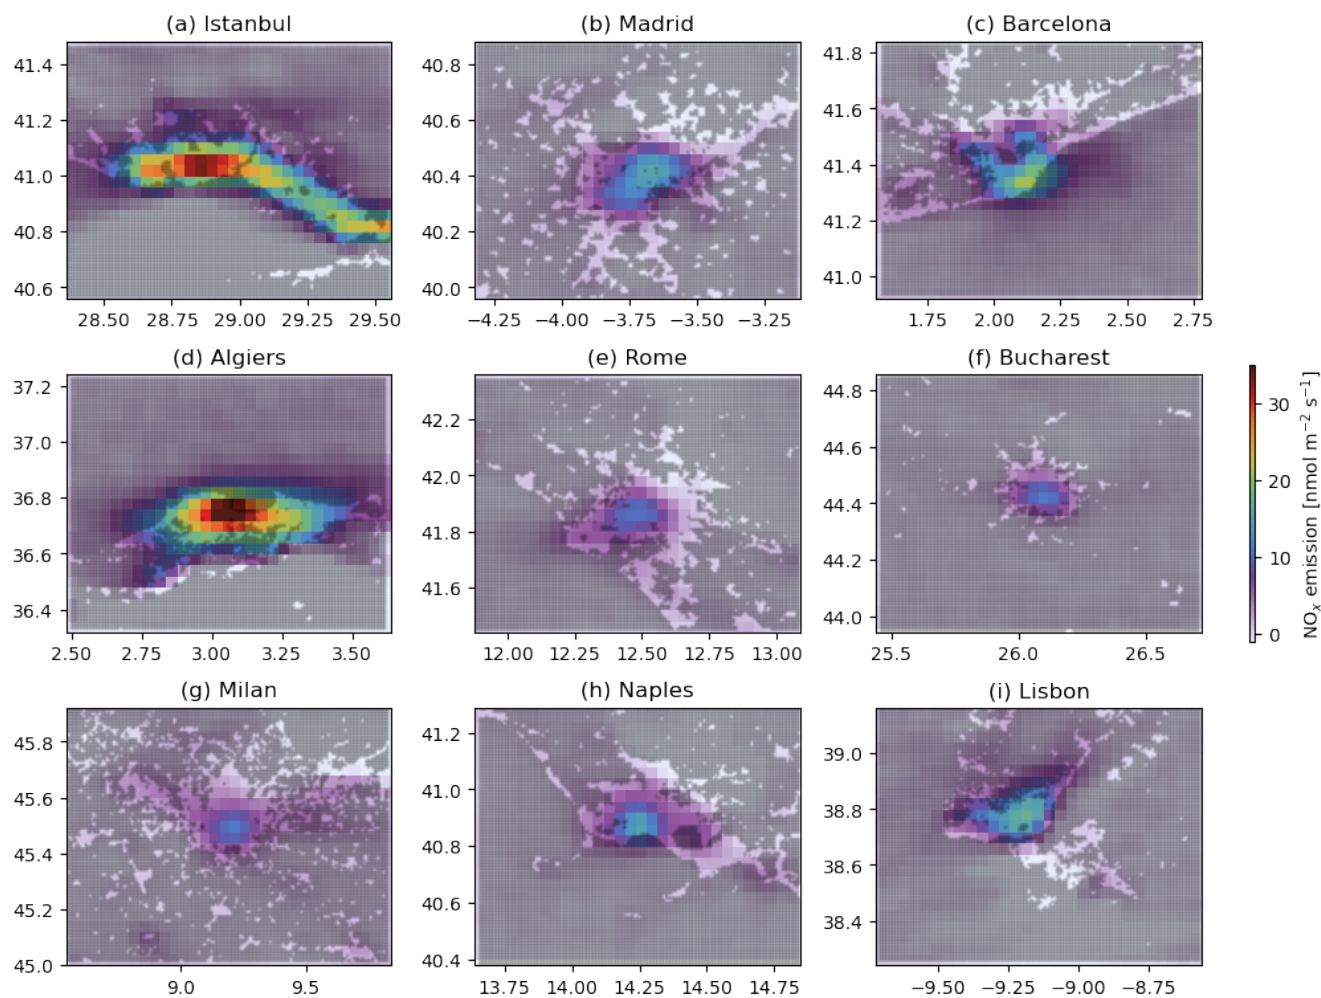 (a) Istanbul
(b) Madrid
(c) Barcelona
41.4
41.2
41.0
40.8
40.6
28.50 28.75 29.00 29.25 29.50
40.8
40.6
40.4
40.2
40.0
−4.25 −4.00 −3.75 −3.50 −3.25
41.8
41.6
41.4
41.2
41.0
1.75 2.00 2.25 2.50 2.75
(d) Algiers
(e) Rome
(f) Bucharest
37.2
37.0
36.8
36.6
36.4
2.50 2.75 3.00 3.25 3.50
42.2
42.0
41.8
41.6
12.00 12.25 12.50 12.75 13.00
44.8
44.6
44.4
44.2
44.0
25.5 26.0 26.5
30
20
10
0
NOx emission [nmol m−2 s−1]
(g) Milan
(h) Naples
(i) Lisbon
45.8
45.6
45.4
45.2
45.0
9.0 9.5
41.2
41.0
40.8
40.6
40.4
13.75 14.00 14.25 14.50 14.75
39.0
38.8
38.6
38.4
−9.50 −9.25 −9.00 −8.75